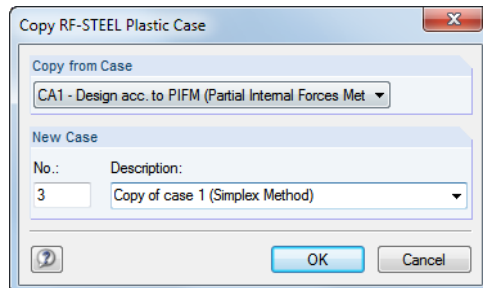 Copy RF-STEEL Plastic Case
Copy from Case
CA1 - Design acc. to PIFM (Partial Internal Forces Met
New Case
No.:
Description:
3
Copy of case 1 (Simplex Method)
OK
Cancel